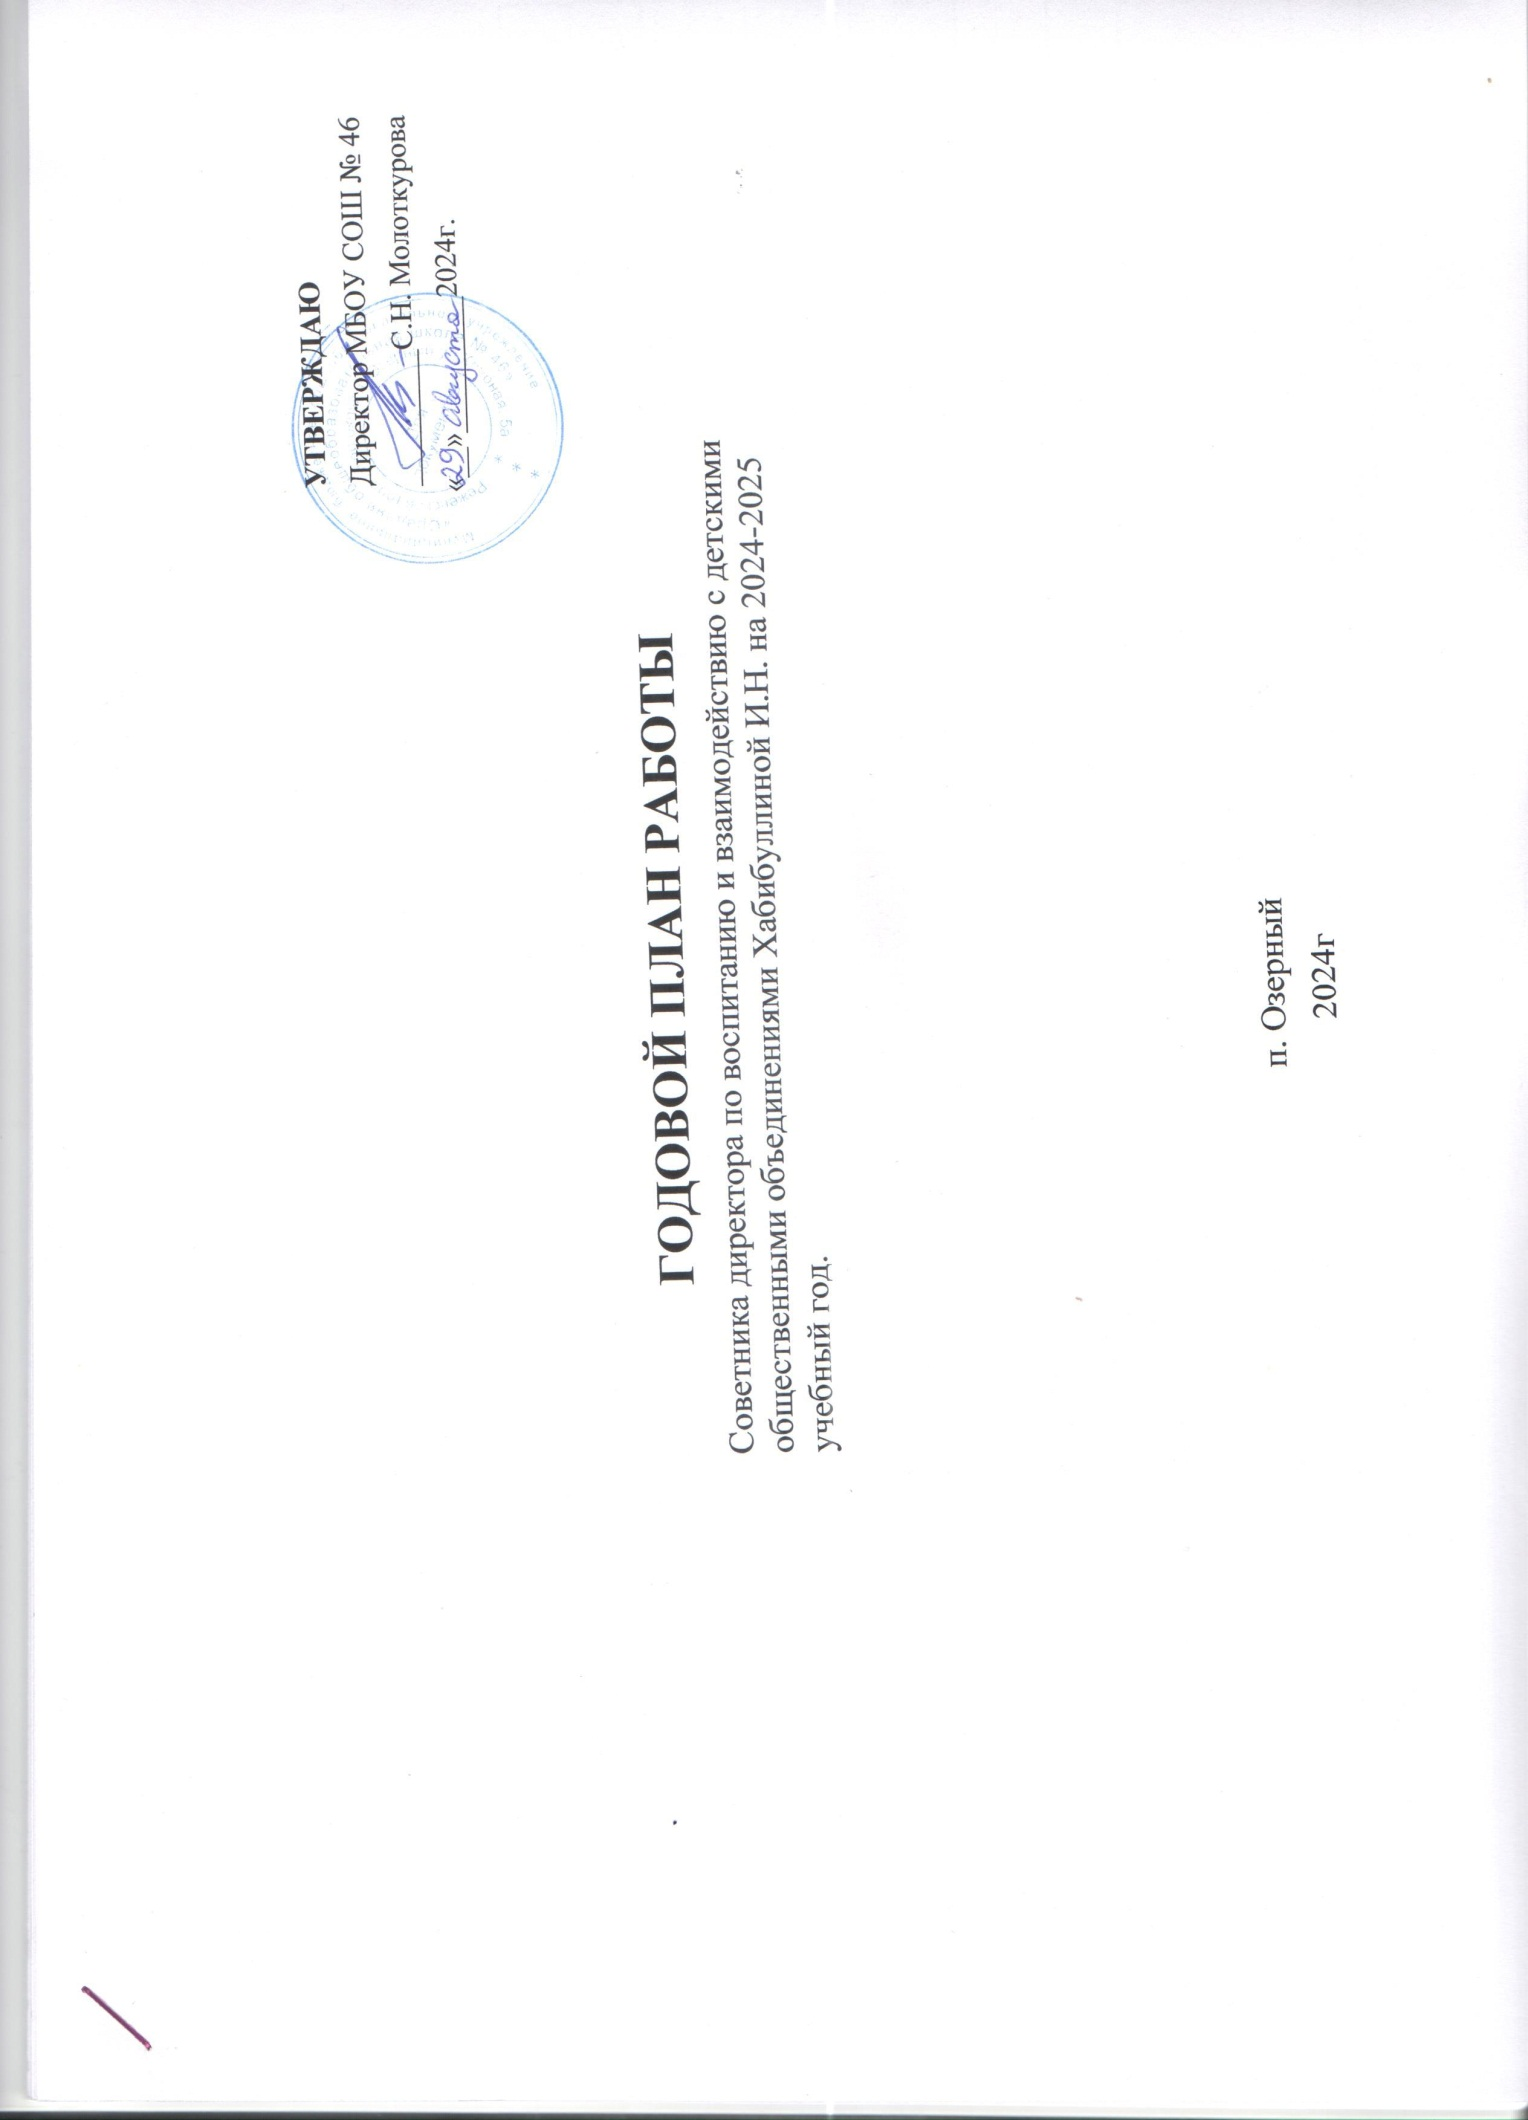 УТВЕРЖДАЮ
Директор МБОУ СОШ № 46
С.Н. Молоткурова
«29» августа 2024г.
ГОДОВОЙ ПЛАН РАБОТЫ
Советника директора по воспитанию и взаимодействию с детскими
общественными объединениями Хабибуллиной И.Н. на 2024-2025
учебный год.
п. Озерный
2024г